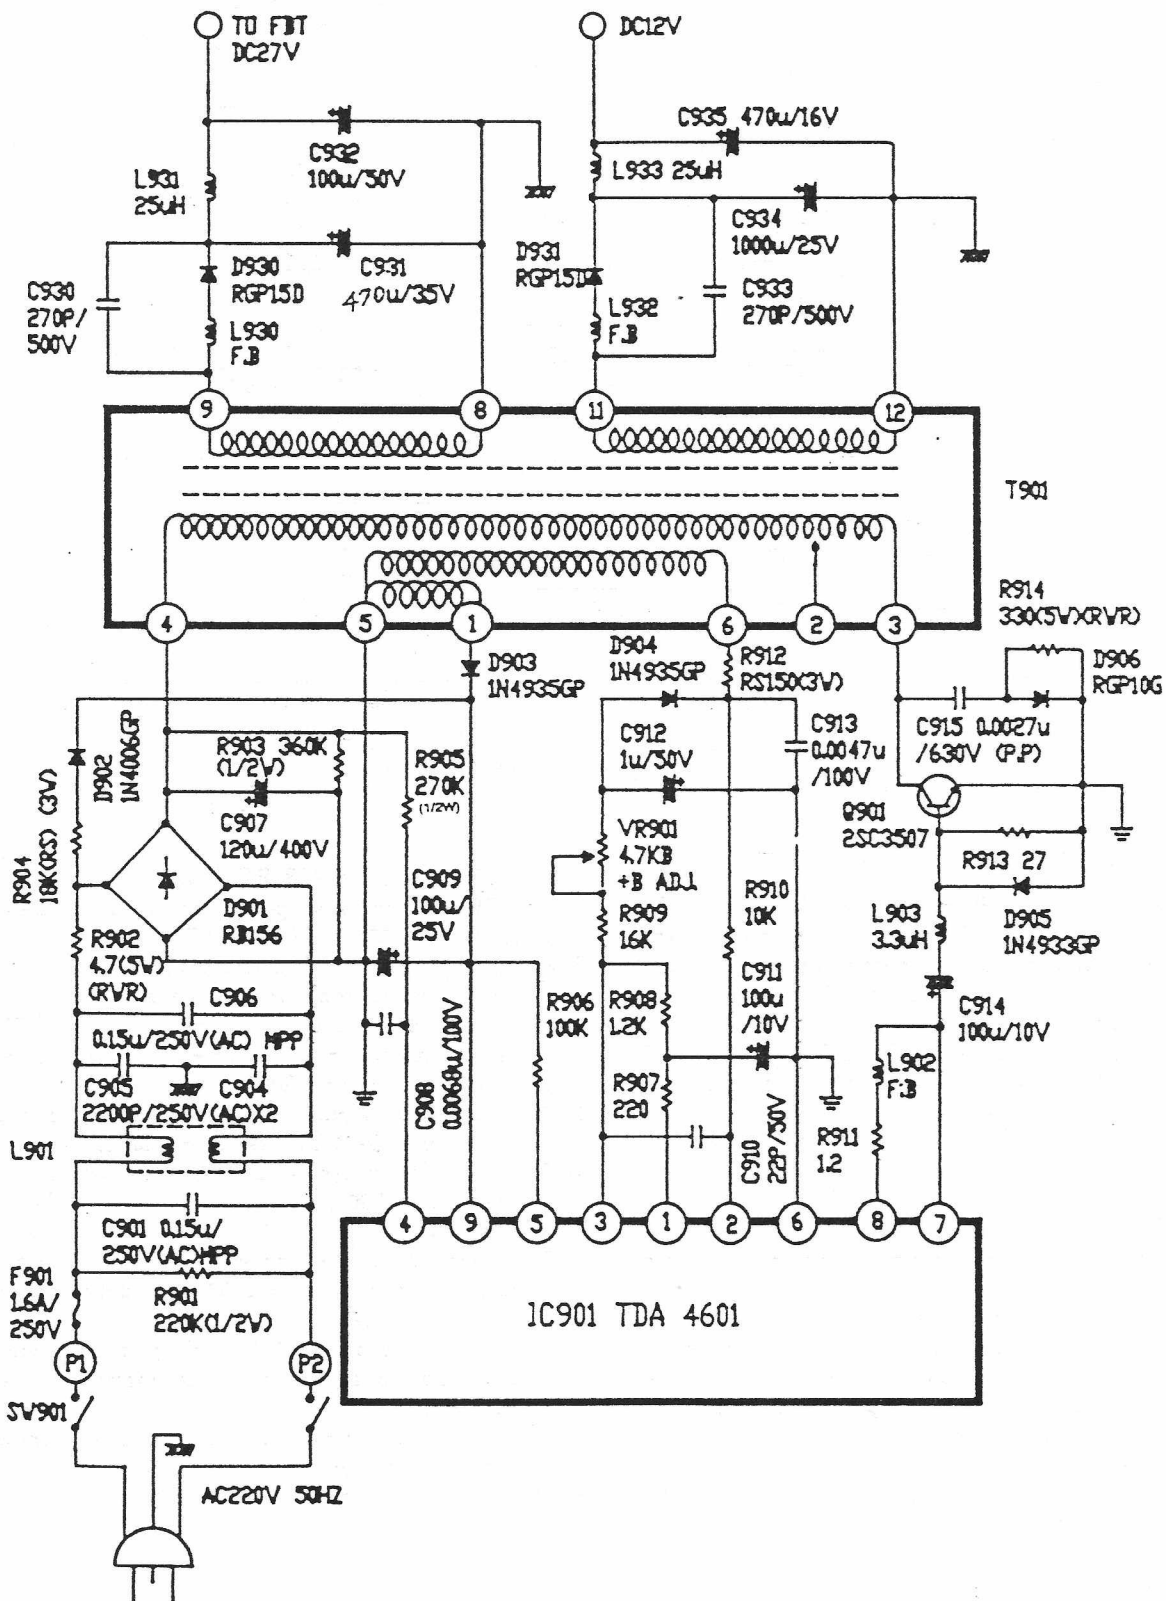 TO FBT
DC27V
DC12V
C935 470u/16V
C932
100u/50V
L933 25uH
L931
25uH
C934
1000u/25V
D931
RGP15D
D930
RGP15D
C931
470u/35V
C930
270P/
500V
C933
270P/500V
L932
F.B
L930
F.B
9
8
11
12
T901
4
5
1
6
2
3
R914
330(5W)(RWR)
D903
1N4935GP
D904
1N4935GP
R912
RS150(3W)
D906
RGP10G
D902
1N4006GP
R903 360K
(1/2W)
R905
270K
(1/2W)
C912
1u/50V
C913
0.0047u
/100V
C915 0.0027u
/630V (P.P)
R904
18K(RS) (3W)
C907
120u/400V
VR901
4.7KB
+B ADJ.
Q901
2SC3507
R913 27
C909
100u/
25V
D901
RB156
R910
10K
R909
16K
L903
3.3uH
D905
1N4933GP
R902
4.7(5W)
(RWR)
C906
0.15u/250V(AC) MPP
R906
100K
R908
1.2K
C911
100u
/10V
C914
100u/10V
C905
C904
2200P/250V(AC)X2
C908
0.0068u/100V
R907
220
L902
F.B
C910
22P/50V
R911
1.2
L901
C901 0.15u/
250V(AC)MPP
4
9
5
3
1
2
6
8
7
F901
1.6A/
250V
R901
220K(1/2W)
IC901 TDA 4601
P1
P2
SW901
AC220V 50HZ